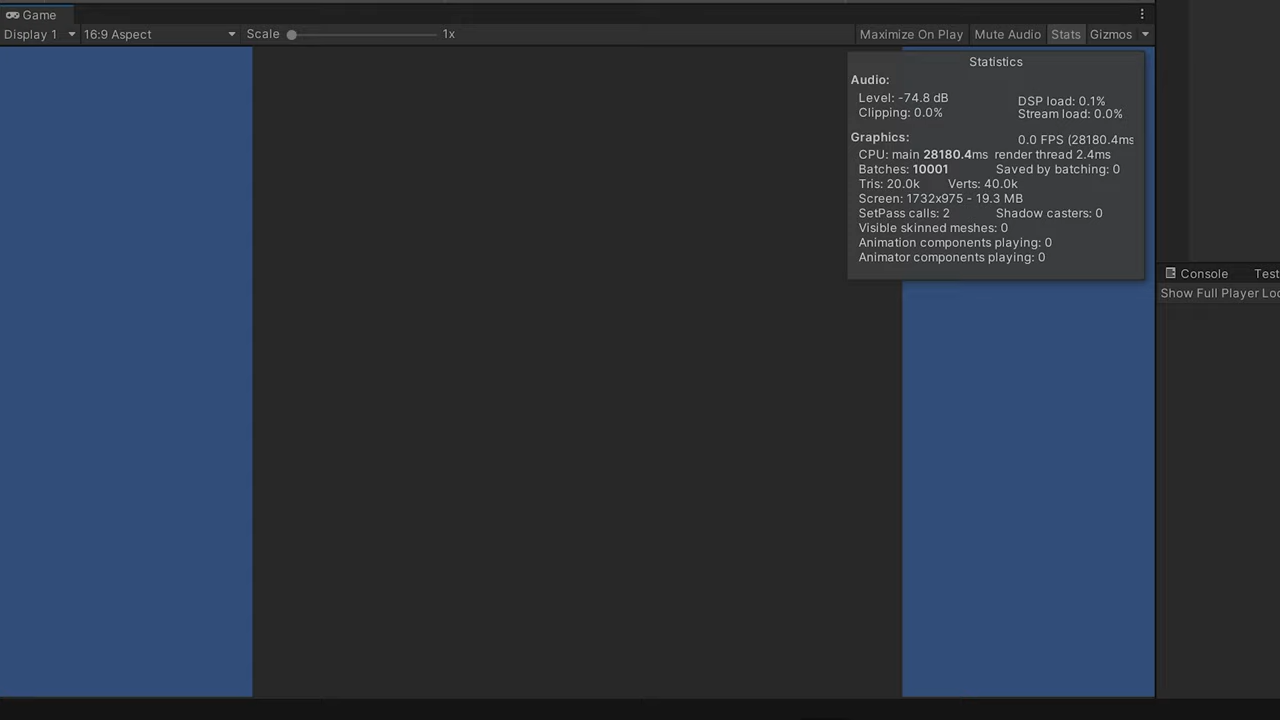 Game
Display 1 16:9 Aspect Scale 1x Maximize On Play Mute Audio Stats Gizmos
Statistics
Audio:
Level: -74.8 dB DSP load: 0.1%
Clipping: 0.0% Stream load: 0.0%
Graphics: 0.0 FPS (28180.4ms
CPU: main 28180.4ms render thread 2.4ms
Batches: 10001 Saved by batching: 0
Tris: 20.0k Verts: 40.0k
Screen: 1732x975 - 19.3 MB
SetPass calls: 2 Shadow casters: 0
Visible skinned meshes: 0
Animation components playing: 0
Animator components playing: 0
Console Test
Show Full Player Log